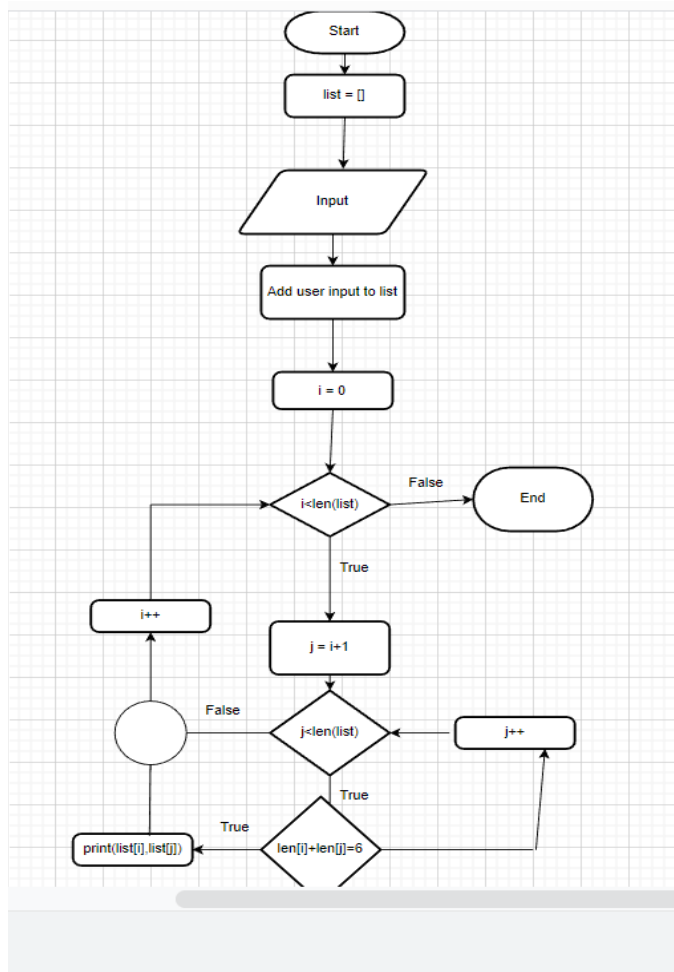 Start
list = []
Input
Add user input to list
i = 0
i<len(list)
False
End
True
i++
j = i+1
False
j<len(list)
j++
True
True
print(list[i],list[j])
len[i]+len[j]=6